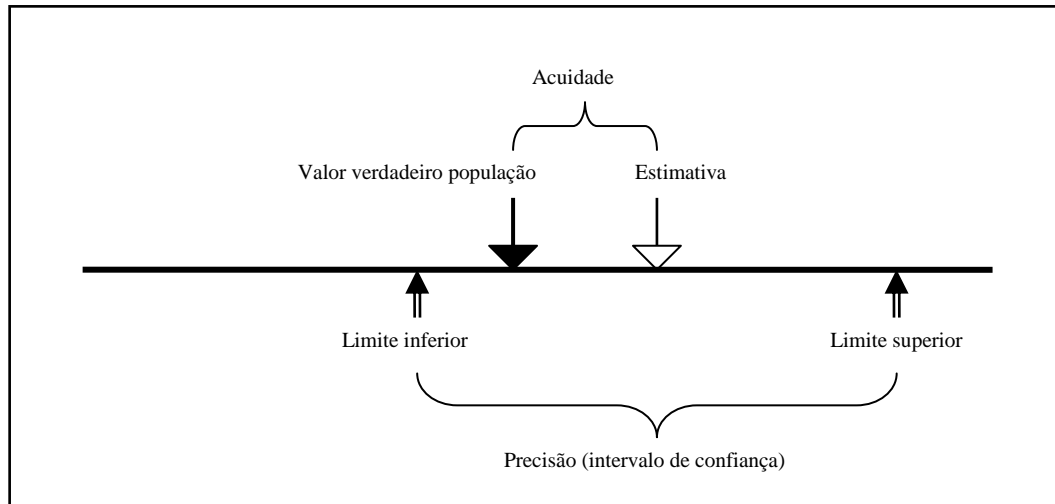 Acuidade
Valor verdadeiro população Estimativa
Limite inferior Limite superior
Precisão (intervalo de confiança)